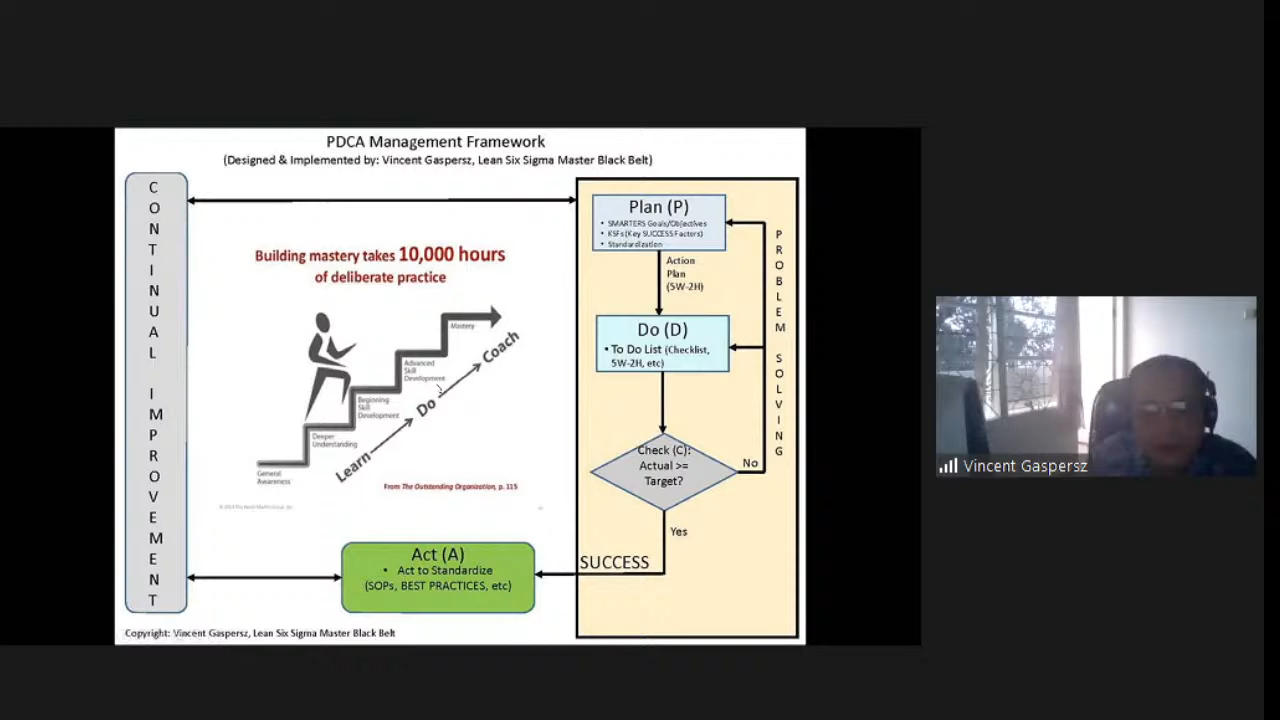 PDCA Management Framework
(Designed & Implemented by: Vincent Gaspersz, Lean Six Sigma Master Black Belt)
CONTINUAL IMPROVEMENT
Building mastery takes 10,000 hours
of deliberate practice
Mastery
Advanced
Skill
Development
Beginning
Skill
Development
Deeper
Understanding
General
Awareness
Learn
Do
Coach
From The Outstanding Organization, p. 115
Plan (P)
• SMARTERS Goals/Objectives
• KSFs (Key SUCCESS Factors)
• Standardization
Action
Plan
(5W-2H)
Do (D)
• To Do List (Checklist,
5W-2H, etc)
Check (C):
Actual >=
Target?
No
Yes
PROBLEM SOLVING
SUCCESS
Act (A)
• Act to Standardize
(SOPs, BEST PRACTICES, etc)
Copyright: Vincent Gaspersz, Lean Six Sigma Master Black Belt
Vincent Gaspersz